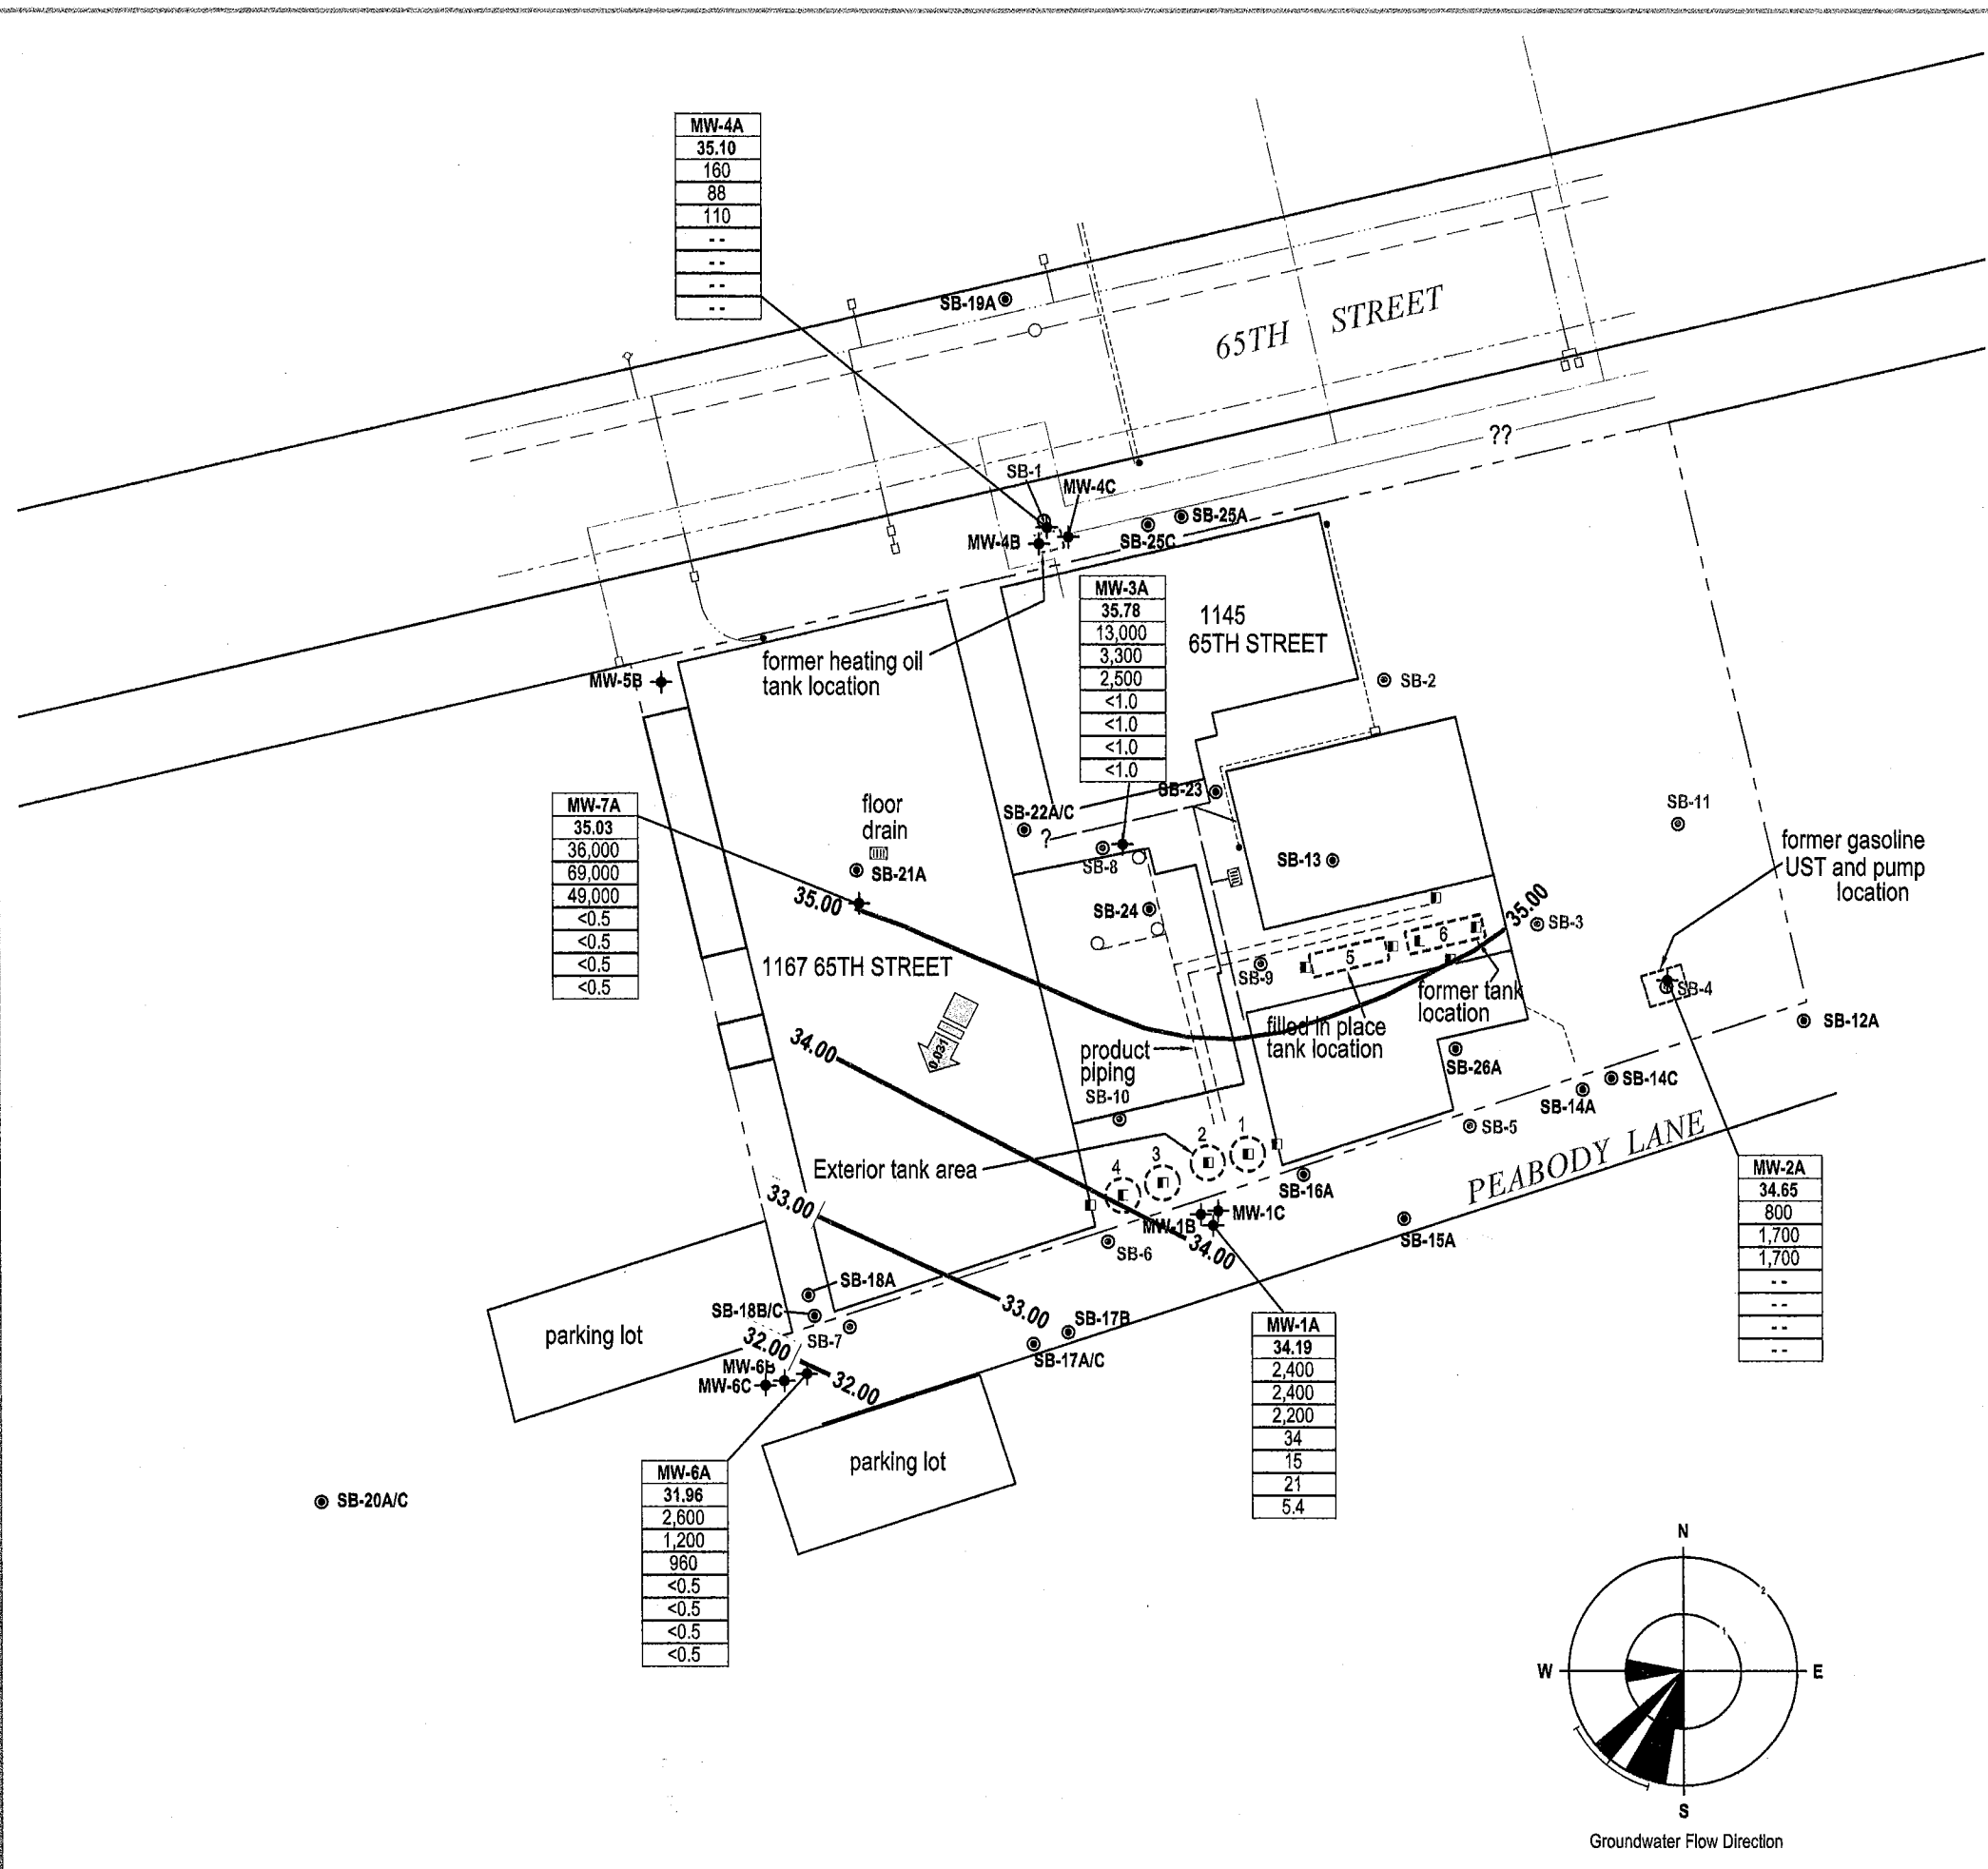 MW-4A
35.10
160
88
110
- -
- -
- -
- -
SB-19A
65TH STREET
??
SB-1
MW-4C
MW-4B
SB-25A
SB-25C
former heating oil
tank location
MW-5B
MW-3A
35.78
13,000
3,300
2,500
<1.0
<1.0
<1.0
<1.0
1145
65TH STREET
SB-2
SB-23
SB-22A/C
?
SB-8
SB-13
SB-11
former gasoline
UST and pump
location
MW-7A
35.03
36,000
69,000
49,000
<0.5
<0.5
<0.5
<0.5
floor
drain
SB-21A
35.00
SB-24
35.00
SB-3
6
5
SB-9
1167 65TH STREET
former tank
location
filled in place
tank location
SB-4
SB-12A
0.031
34.00
product
piping
SB-26A
SB-14C
SB-14A
SB-10
SB-5
PEABODY LANE
1
2
3
4
Exterior tank area
SB-16A
MW-1B
MW-1C
33.00
SB-6
34.00
SB-15A
MW-2A
34.65
800
1,700
1,700
- -
- -
- -
- -
SB-18A
SB-18B/C
SB-7
33.00
SB-17B
SB-17A/C
parking lot
32.00
MW-6B
MW-6C
32.00
parking lot
MW-1A
34.19
2,400
2,400
2,200
34
15
21
5.4
MW-6A
31.96
2,600
1,200
960
<0.5
<0.5
<0.5
<0.5
SB-20A/C
N
2
1
W
E
S
Groundwater Flow Direction